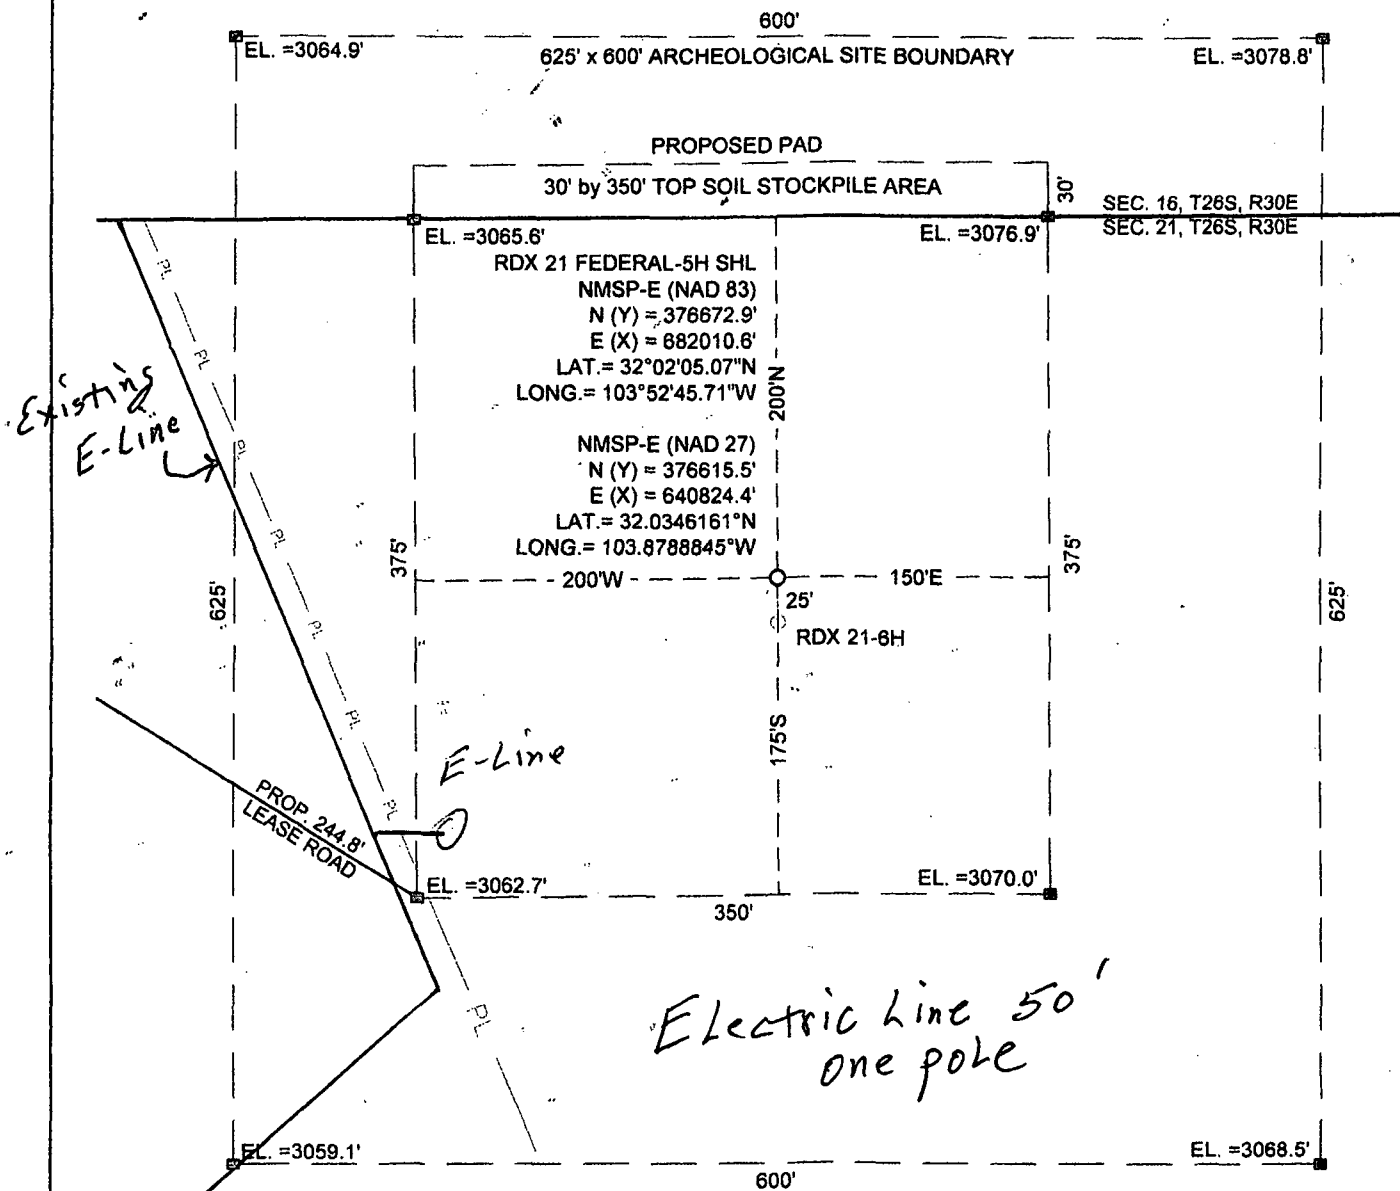 600'
EL. =3064.9'
625' x 600' ARCHEOLOGICAL SITE BOUNDARY
EL. =3078.8'
PROPOSED PAD
30' by 350' TOP SOIL STOCKPILE AREA
30'
SEC. 16, T26S, R30E
SEC. 21, T26S, R30E
EL. =3065.6'
EL. =3076.9'
RDX 21 FEDERAL-5H SHL
NMSP-E (NAD 83)
N (Y) = 376672.9'
E (X) = 682010.6'
LAT.= 32°02'05.07"N
LONG.= 103°52'45.71"W
200'N
PL
PL
PL
PL
PL
PL
PL
PL
Existing
E-Line
NMSP-E (NAD 27)
N (Y) = 376615.5'
E (X) = 640824.4'
LAT.= 32.0346161°N
LONG.= 103.8788845°W
375'
375'
200'W
150'E
625'
625'
25'
RDX 21-6H
175'S
E-Line
PROP. 244.8'
LEASE ROAD
EL. =3062.7'
EL. =3070.0'
350'
Electric Line 50'
one pole
EL. =3059.1'
EL. =3068.5'
600'